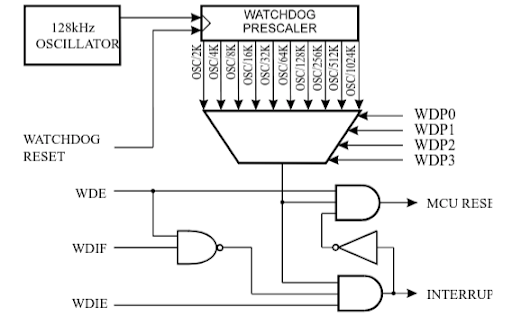 128kHz
OSCILLATOR
WATCHDOG
PRESCALER
OSC/2K
OSC/4K
OSC/8K
OSC/16K
OSC/32K
OSC/64K
OSC/128K
OSC/256K
OSC/512K
OSC/1024K
WATCHDOG
RESET
WDP0
WDP1
WDP2
WDP3
WDE
MCU RESE
WDIF
WDIE
INTERRUP